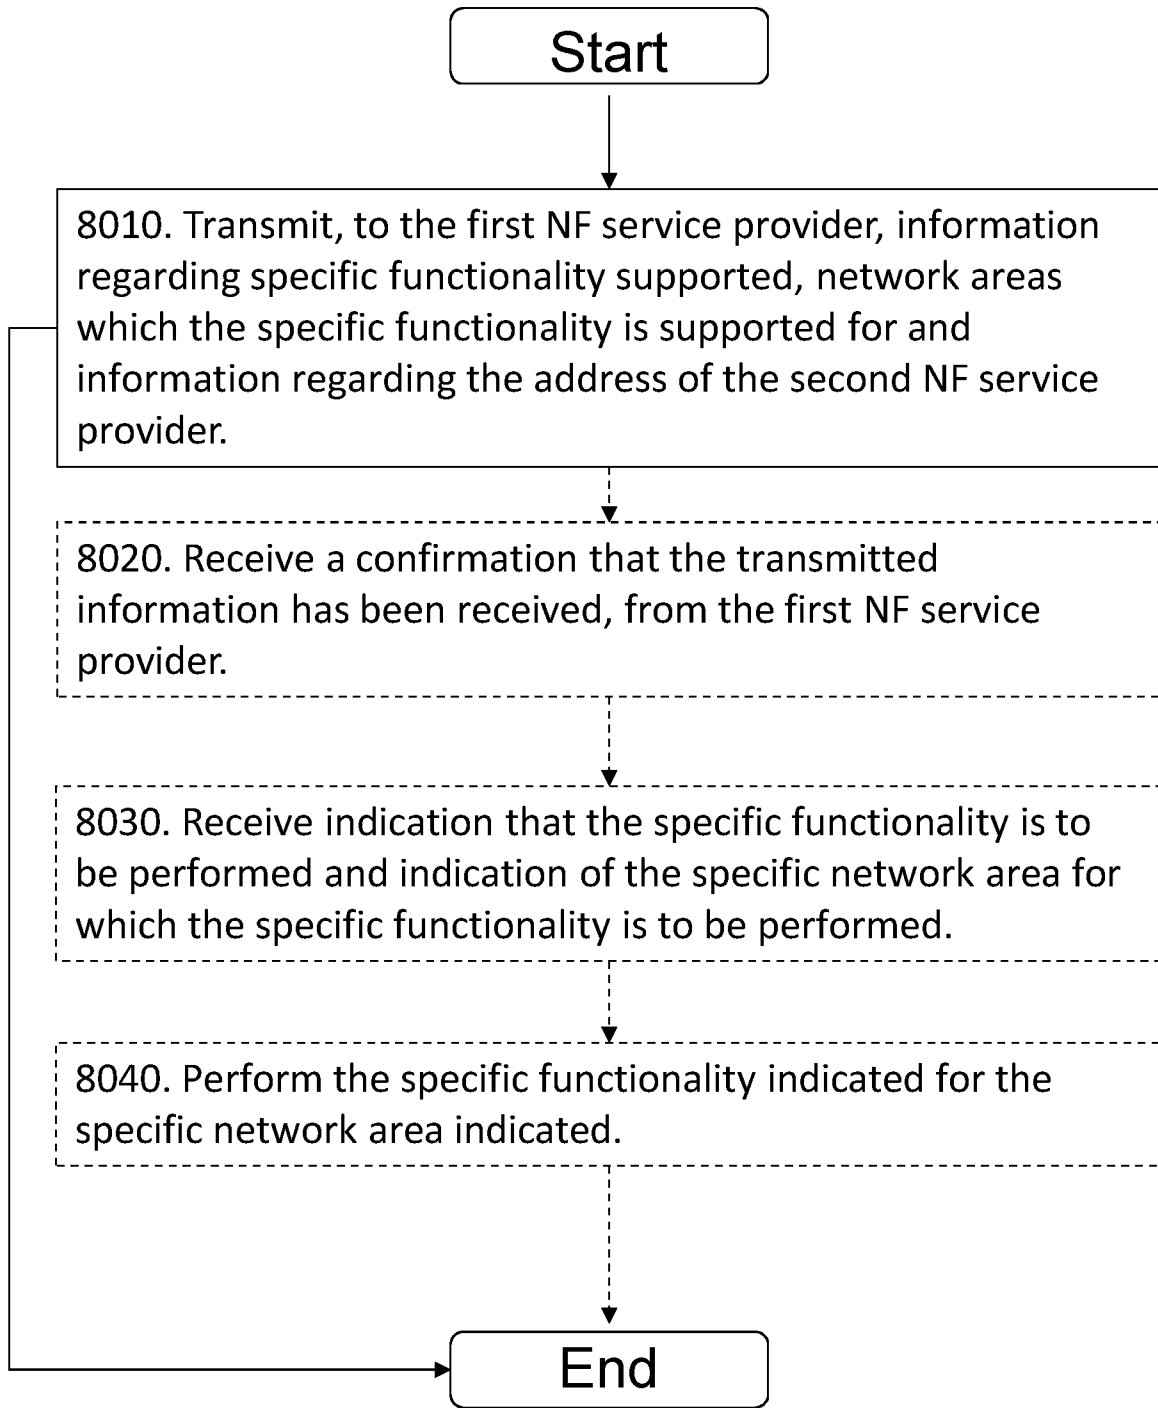 Start
8010. Transmit, to the first NF service provider, information
regarding specific functionality supported, network areas
which the specific functionality is supported for and
information regarding the address of the second NF service
provider.
8020. Receive a confirmation that the transmitted
information has been received, from the first NF service
provider.
8030. Receive indication that the specific functionality is to
be performed and indication of the specific network area for
which the specific functionality is to be performed.
8040. Perform the specific functionality indicated for the
specific network area indicated.
End